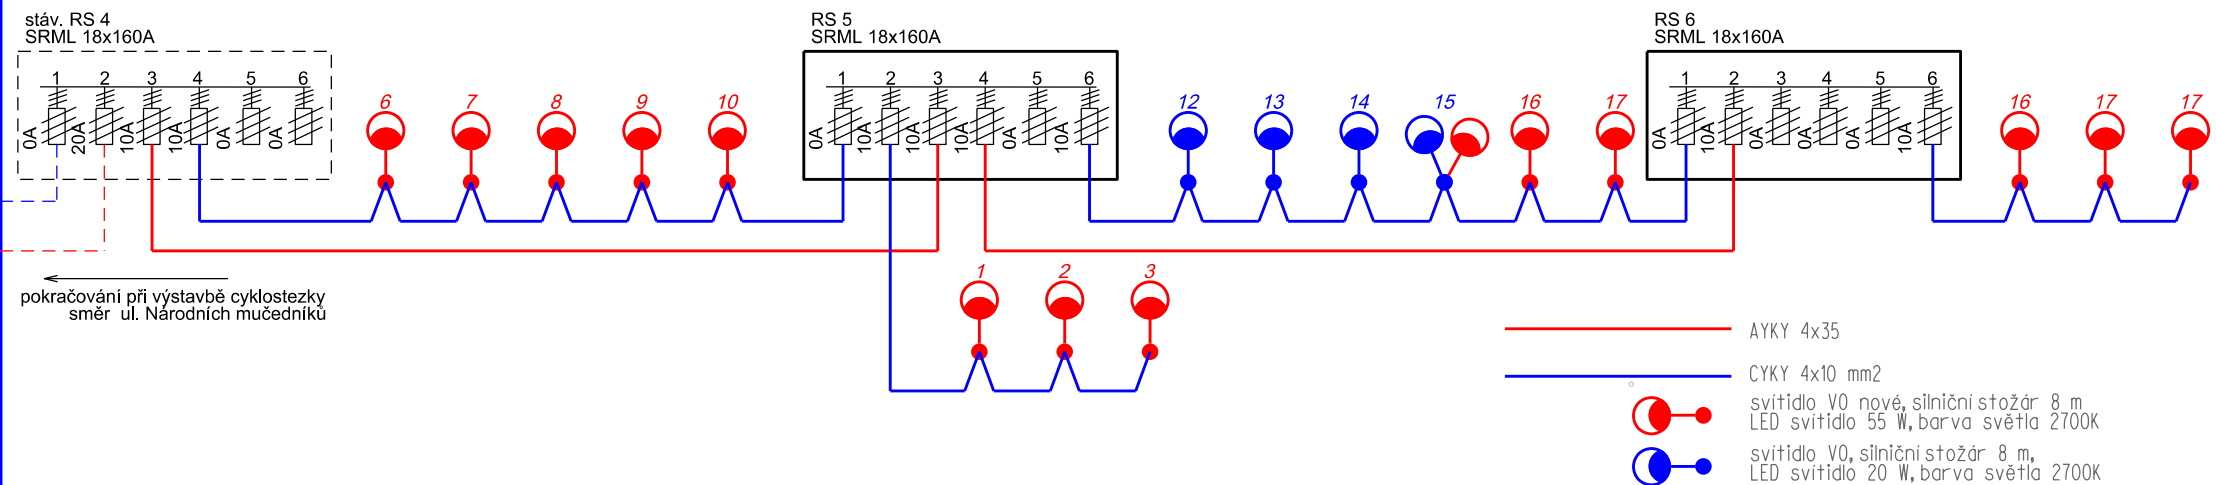 stáv. RS 4
SRML 18x160A
1 2 3 4 5 6
0A 20A 10A 10A 0A 0A
6 7 8 9 10
RS 5
SRML 18x160A
1 2 3 4 5 6
0A 10A 10A 10A 0A 10A
12 13 14 15 16 17
RS 6
SRML 18x160A
1 2 3 4 5 6
0A 10A 0A 0A 0A 10A
16 17 17
pokračování při výstavbě cyklostezky
směr ul. Národních mučedníků
1 2 3
AYKY 4x35
CYKY 4x10 mm2
svítidlo VO nové, silniční stožár 8 m
LED svítidlo 55 W, barva světla 2700K
svítidlo VO, silniční stožár 8 m,
LED svítidlo 20 W, barva světla 2700K